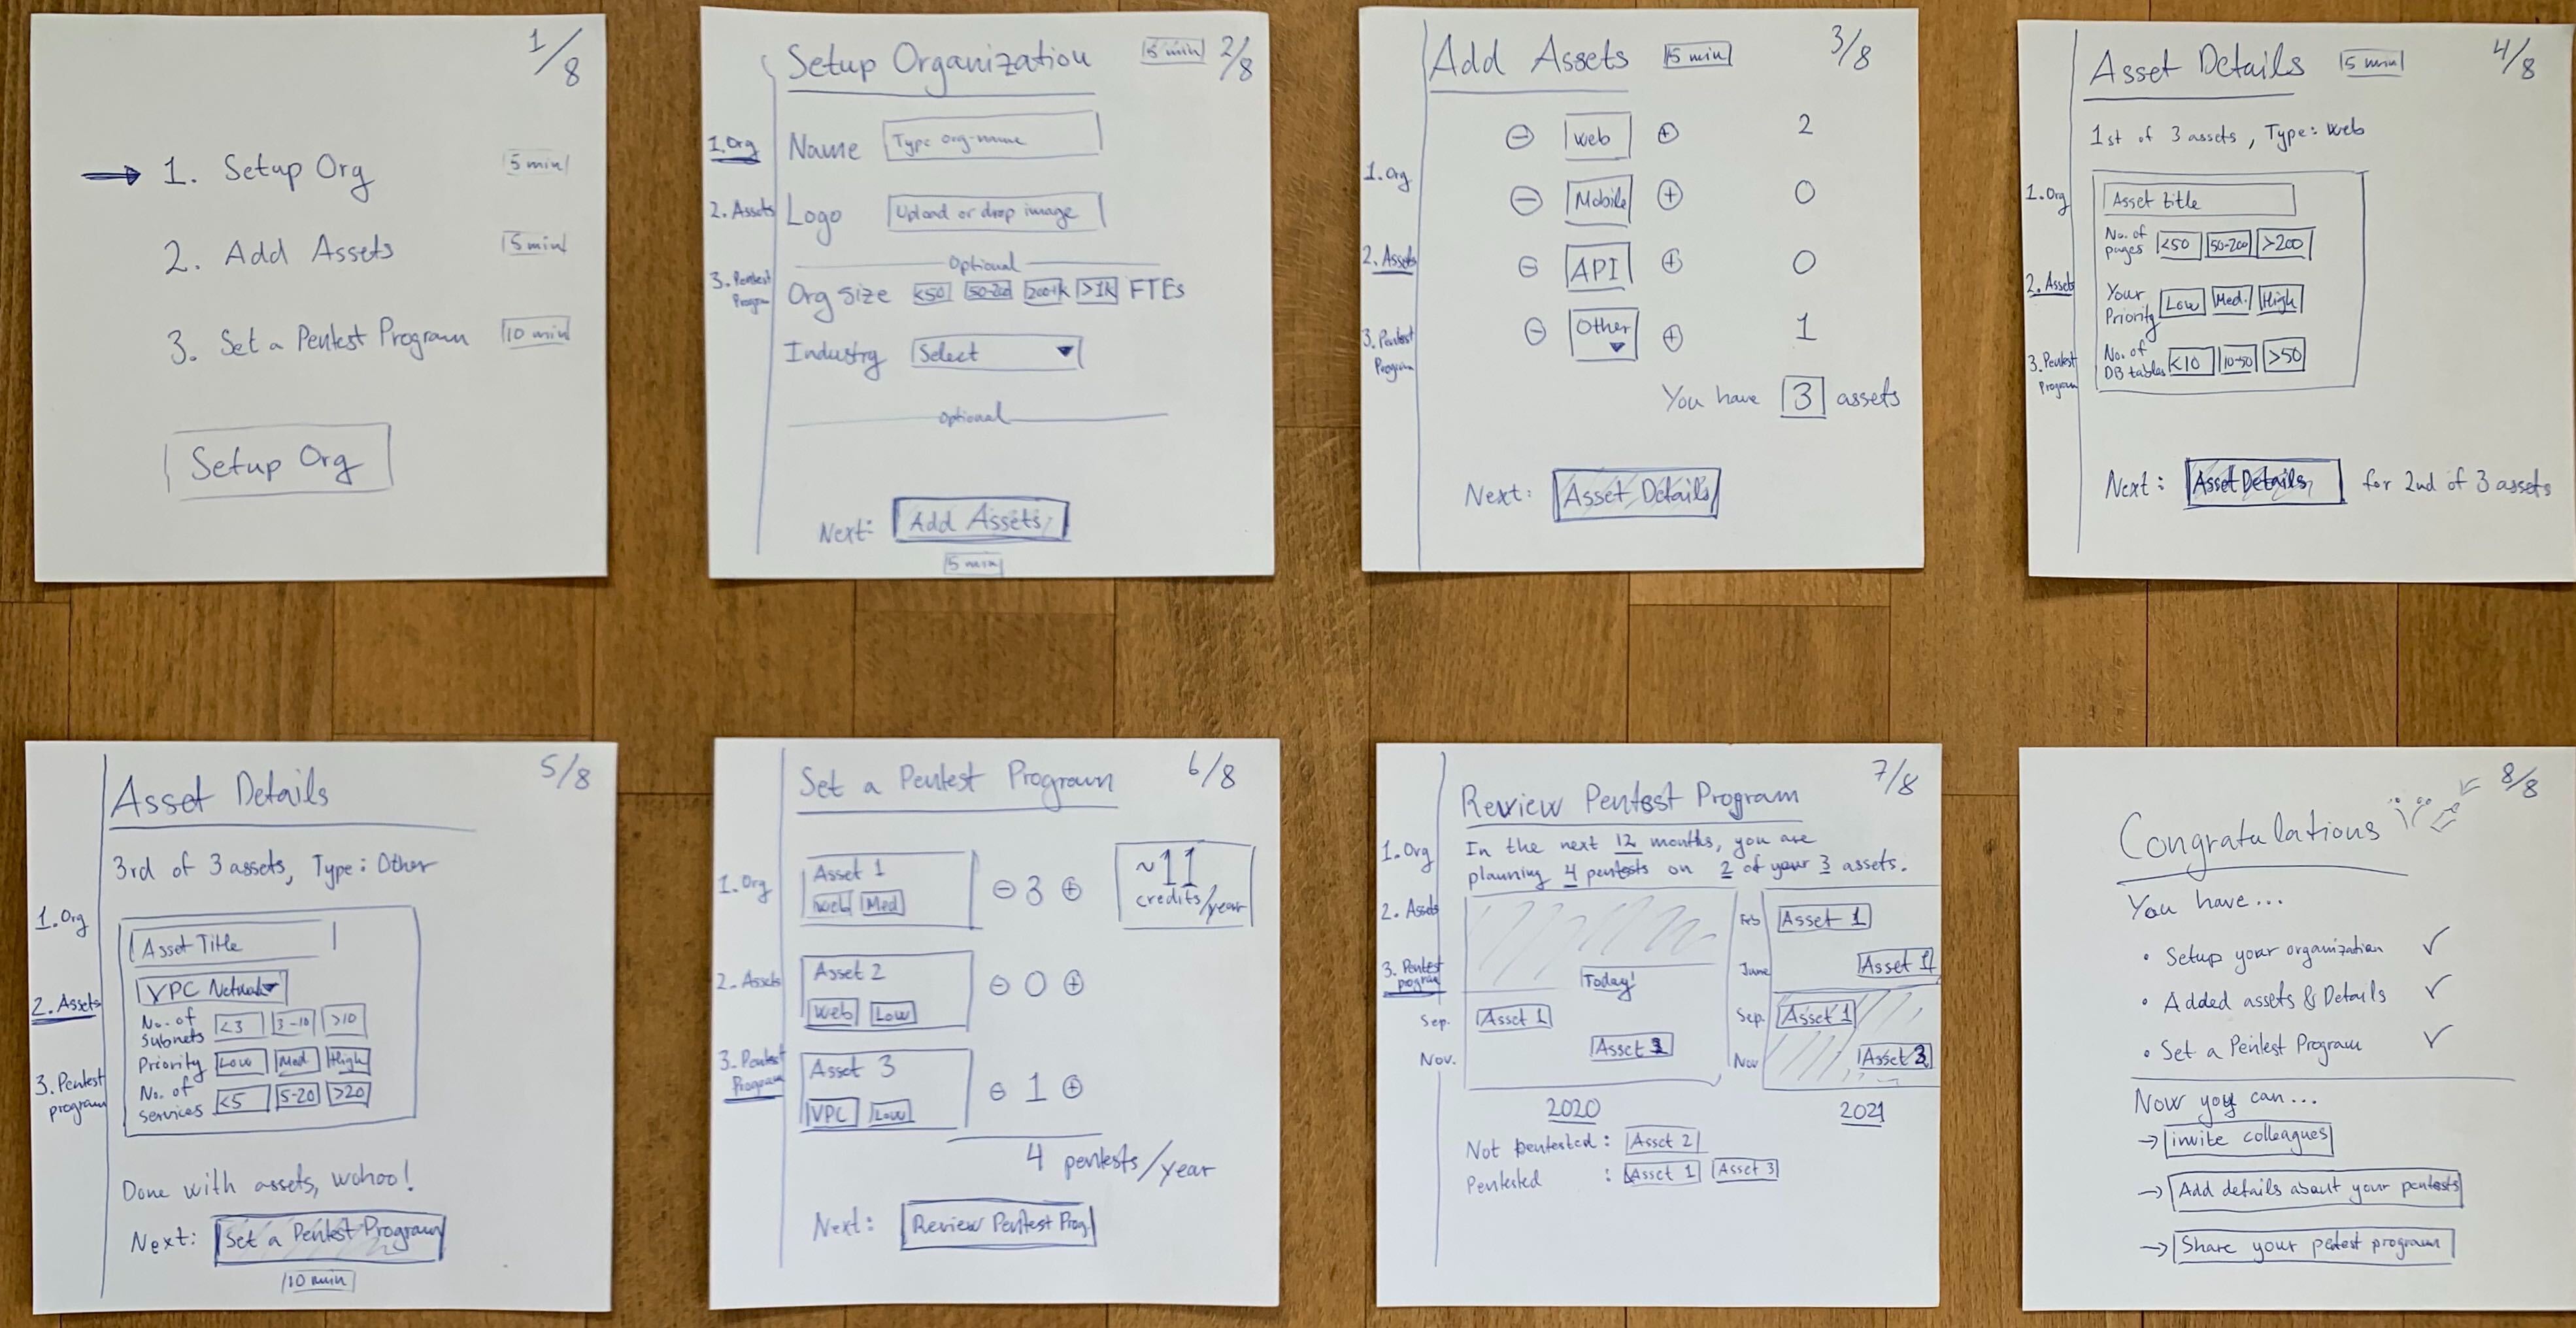 1/8
→ 1. Setup Org 5 min
2. Add Assets 5 min
3. Set a Pentest Program 10 min
Setup Org
Setup Organization 5 min 2/8
1. Org
2. Assets
3. Pentest Program
Name Type org-name
Logo Upload or drop image
Optional
Org size <50 50-200 200-1k >1k FTEs
Industry Select
Optional
Next: Add Assets
5 min
Add Assets 5 min 3/8
1. Org
2. Assets
3. Pentest Program
⊖ Web ⊕ 2
⊖ Mobile ⊕ 0
⊖ API ⊕ 0
⊖ Other ⊕ 1
You have 3 assets
Next: Asset Details
Asset Details 5 min 4/8
1st of 3 assets, Type: Web
1. Org
2. Assets
3. Pentest Program
Asset title
No. of pages <50 50-200 >200
Your Priority Low Med. High
No. of DB tables <10 10-50 >50
Next: Asset Details for 2nd of 3 assets
Asset Details 5/8
3rd of 3 assets, Type: Other
1. Org
2. Assets
3. Pentest program
Asset Title
VPC Network
No. of subnets <3 3-10 >10
Priority Low Med High
No. of services <5 5-20 >20
Done with assets, wohoo!
Next: Set a Pentest Program
10 min
Set a Pentest Program 6/8
1. Org
2. Assets
3. Pentest Program
Asset 1
Web Med
⊖ 3 ⊕
~11
credits/year
Asset 2
Web Low
⊖ 0 ⊕
Asset 3
VPC Low
⊖ 1 ⊕
4 pentests/year
Next: Review Pentest Prog.
Review Pentest Program 7/8
In the next 12 months, you are
planning 4 pentests on 2 of your 3 assets.
1. Org
2. Assets
3. Pentest program
Today!
Sep. Asset 1
Nov. Asset 3
2020
Feb Asset 1
June Asset 1
Sep. Asset 1
Nov Asset 3
2021
Not pentested: Asset 2
Pentested : Asset 1 Asset 3
8/8
Congratulations
You have...
• Setup your organization ✓
• Added assets & Details ✓
• Set a Pentest Program ✓
Now you can...
→ invite colleagues
→ Add details about your pentests
→ Share your pentest program